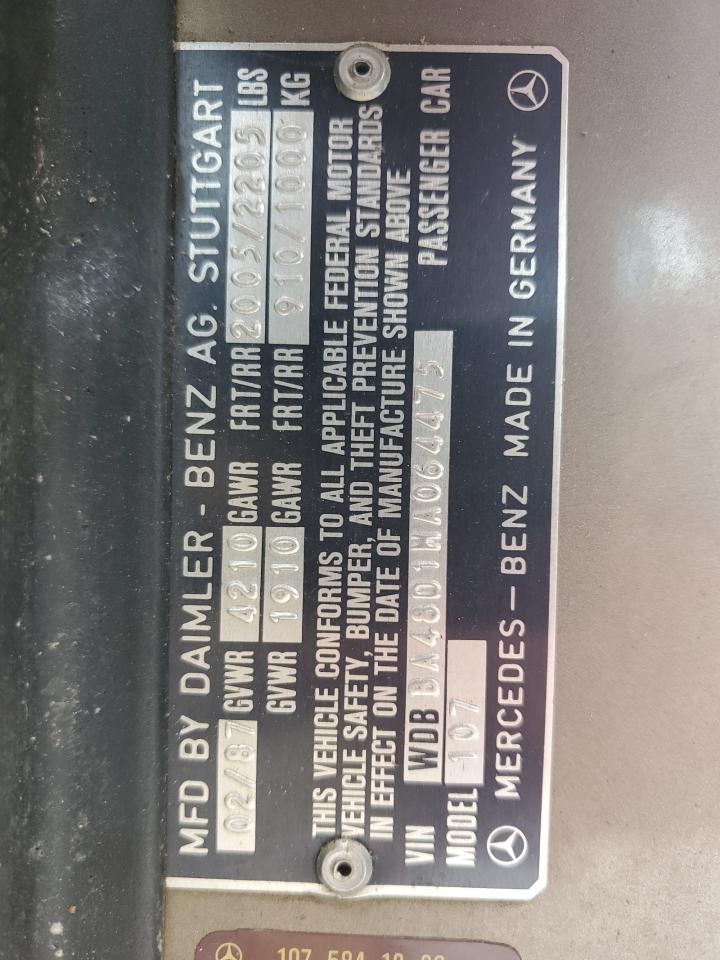 MFD BY DAIMLER-BENZ AG. STUTTGART
02/87 GVWR 4210 GAWR FRT/RR 2005/2205 LBS
GVWR 1910 GAWR FRT/RR 910/1000 KG
THIS VEHICLE CONFORMS TO ALL APPLICABLE FEDERAL MOTOR
VEHICLE SAFETY, BUMPER, AND THEFT PREVENTION STANDARDS
IN EFFECT ON THE DATE OF MANUFACTURE SHOWN ABOVE
VIN WDB BA48D1HA064475 PASSENGER CAR
MODEL 107
MERCEDES-BENZ MADE IN GERMANY
107 584 18